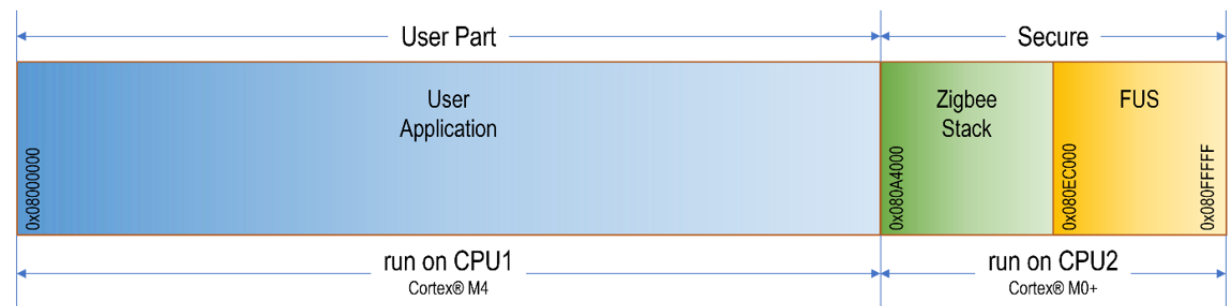 User Part
Secure
User
Application
Zigbee
Stack
FUS
0x08000000
0x080A4000
0x080EC000
0x080FFFFF
run on CPU1
Cortex® M4
run on CPU2
Cortex® M0+